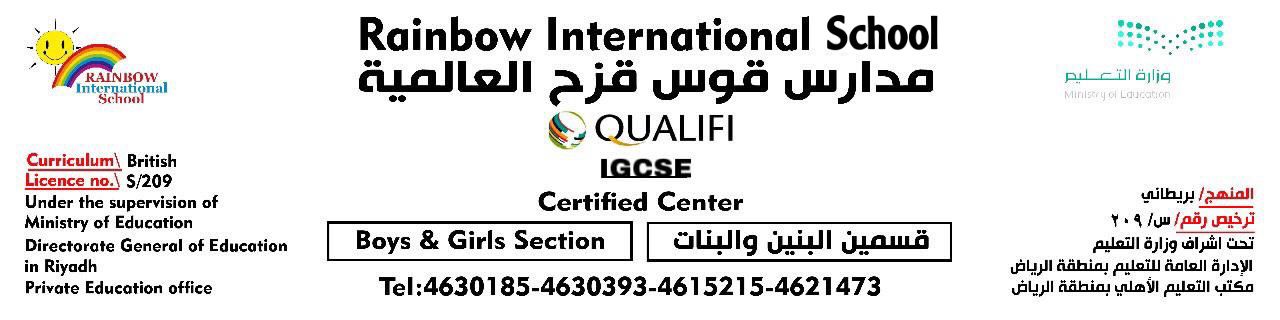 RAINBOW
International
School
Curriculum\ British
Licence no.\ S/209
Under the supervision of
Ministry of Education
Directorate General of Education
in Riyadh
Private Education office
Rainbow International School
مدارس قوس قزح العالمية
QUALIFI
IGCSE
Certified Center
Boys & Girls Section
قسمين البنين والبنات
Tel:4630185-4630393-4615215-4621473
وزارة التعـــليم
Ministry of Education
المنهج/ بريطاني
ترخيص رقم/ س/ ٢٠٩
تحت اشراف وزارة التعليم
الإدارة العامة للتعليم بمنطقة الرياض
مكتب التعليم الأهلي بمنطقة الرياض